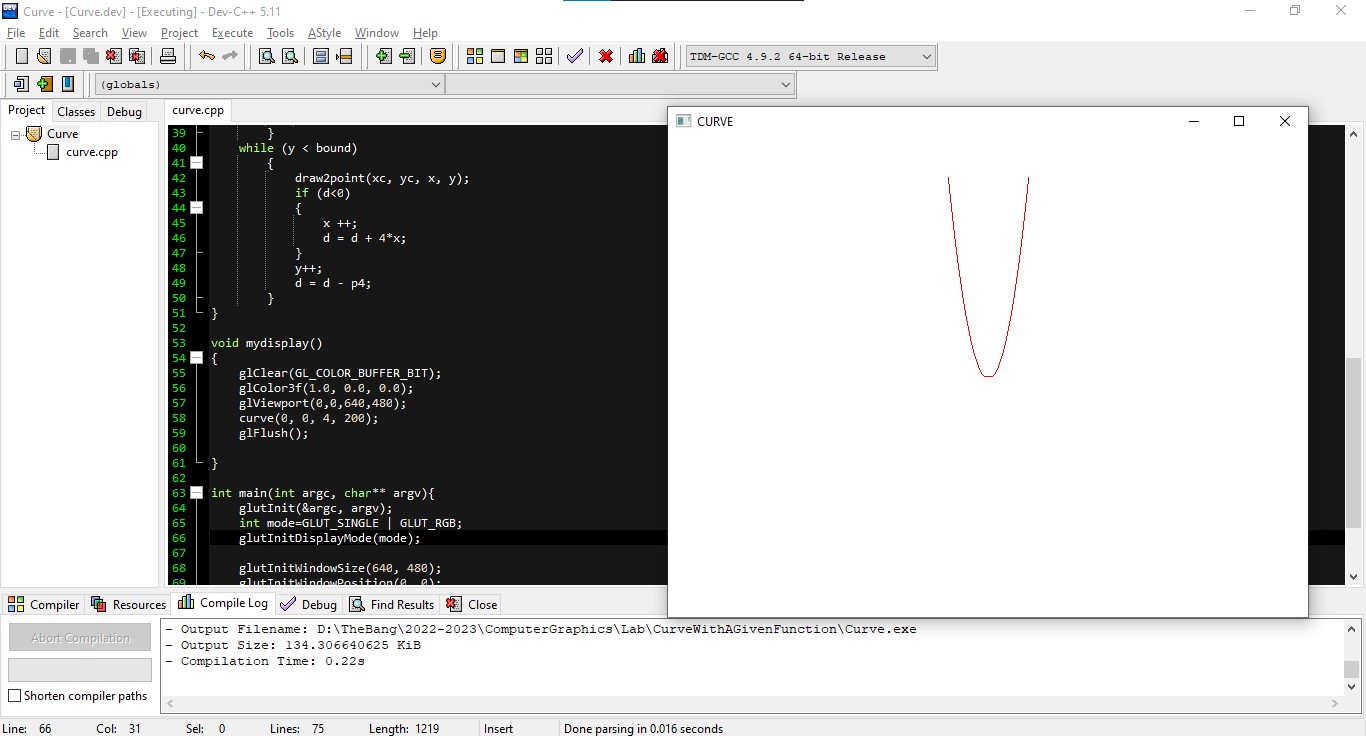 Curve - [Curve.dev] - [Executing] - Dev-C++ 5.11
File Edit Search View Project Execute Tools AStyle Window Help
TDM-GCC 4.9.2 64-bit Release
(globals)
Project Classes Debug
curve.cpp
Curve
curve.cpp
CURVE
39 }
40 while (y < bound)
41 {
42 draw2point(xc, yc, x, y);
43 if (d<0)
44 {
45 x ++;
46 d = d + 4*x;
47 }
48 y++;
49 d = d - p4;
50 }
51 }
52
53 void mydisplay()
54 {
55 glClear(GL_COLOR_BUFFER_BIT);
56 glColor3f(1.0, 0.0, 0.0);
57 glViewport(0,0,640,480);
58 curve(0, 0, 4, 200);
59 glFlush();
60
61 }
62
63 int main(int argc, char** argv){
64 glutInit(&argc, argv);
65 int mode=GLUT_SINGLE | GLUT_RGB;
66 glutInitDisplayMode(mode);
67
68 glutInitWindowSize(640, 480);
69 glutInitWindowPosition(0, 0);
Compiler Resources Compile Log Debug Find Results Close
Abort Compilation
Shorten compiler paths
- Output Filename: D:\TheBang\2022-2023\ComputerGraphics\Lab\CurveWithAGivenFunction\Curve.exe
- Output Size: 134.306640625 KiB
- Compilation Time: 0.22s
Line: 66 Col: 31 Sel: 0 Lines: 75 Length: 1219 Insert Done parsing in 0.016 seconds